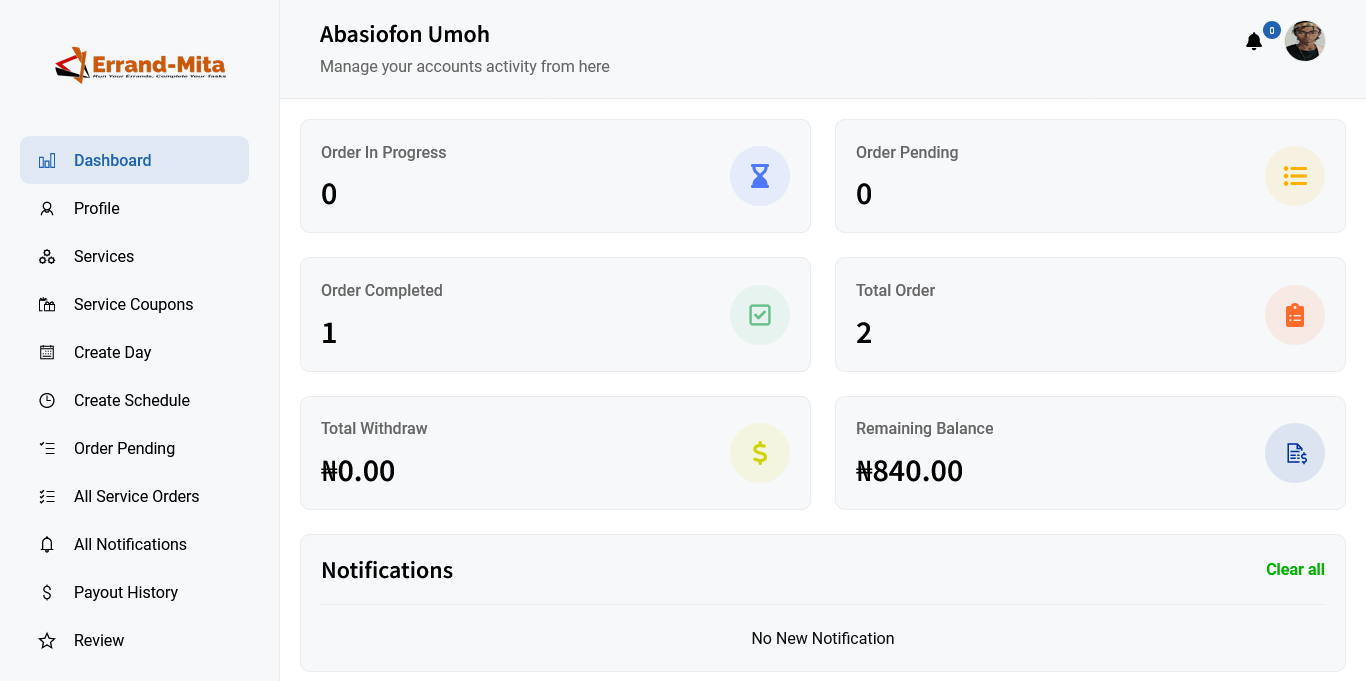 Errand-Mita
Run Your Errands, Complete Your Tasks
Dashboard
Profile
Services
Service Coupons
Create Day
Create Schedule
Order Pending
All Service Orders
All Notifications
Payout History
Review
Abasiofon Umoh
Manage your accounts activity from here
0
Order In Progress
0
Order Pending
0
Order Completed
1
Total Order
2
Total Withdraw
₦0.00
Remaining Balance
₦840.00
Notifications
Clear all
No New Notification